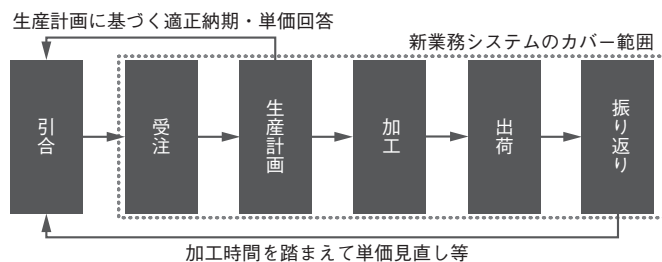 生産計画に基づく適正納期・単価回答
新業務システムのカバー範囲
引合
受注
生産計画
加工
出荷
振り返り
加工時間を踏まえて単価見直し等